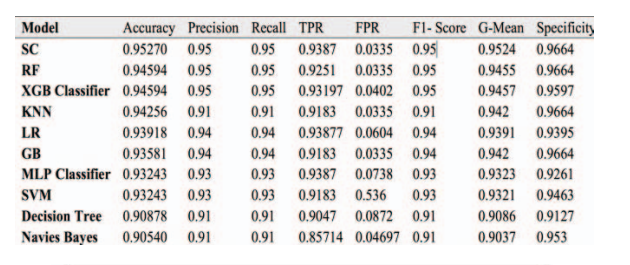 Model Accuracy Precision Recall TPR FPR F1- Score G-Mean Specificity
SC 0.95270 0.95 0.95 0.9387 0.0335 0.95 0.9524 0.9664
RF 0.94594 0.95 0.95 0.9251 0.0335 0.95 0.9455 0.9664
XGB Classifier 0.94594 0.95 0.95 0.93197 0.0402 0.95 0.9457 0.9597
KNN 0.94256 0.91 0.91 0.9183 0.0335 0.91 0.942 0.9664
LR 0.93918 0.94 0.94 0.93877 0.0604 0.94 0.9391 0.9395
GB 0.93581 0.94 0.94 0.9183 0.0335 0.94 0.942 0.9664
MLP Classifier 0.93243 0.93 0.93 0.9387 0.0738 0.93 0.9323 0.9261
SVM 0.93243 0.93 0.93 0.9183 0.536 0.93 0.9321 0.9463
Decision Tree 0.90878 0.91 0.91 0.9047 0.0872 0.91 0.9086 0.9127
Navies Bayes 0.90540 0.91 0.91 0.85714 0.04697 0.91 0.9037 0.953